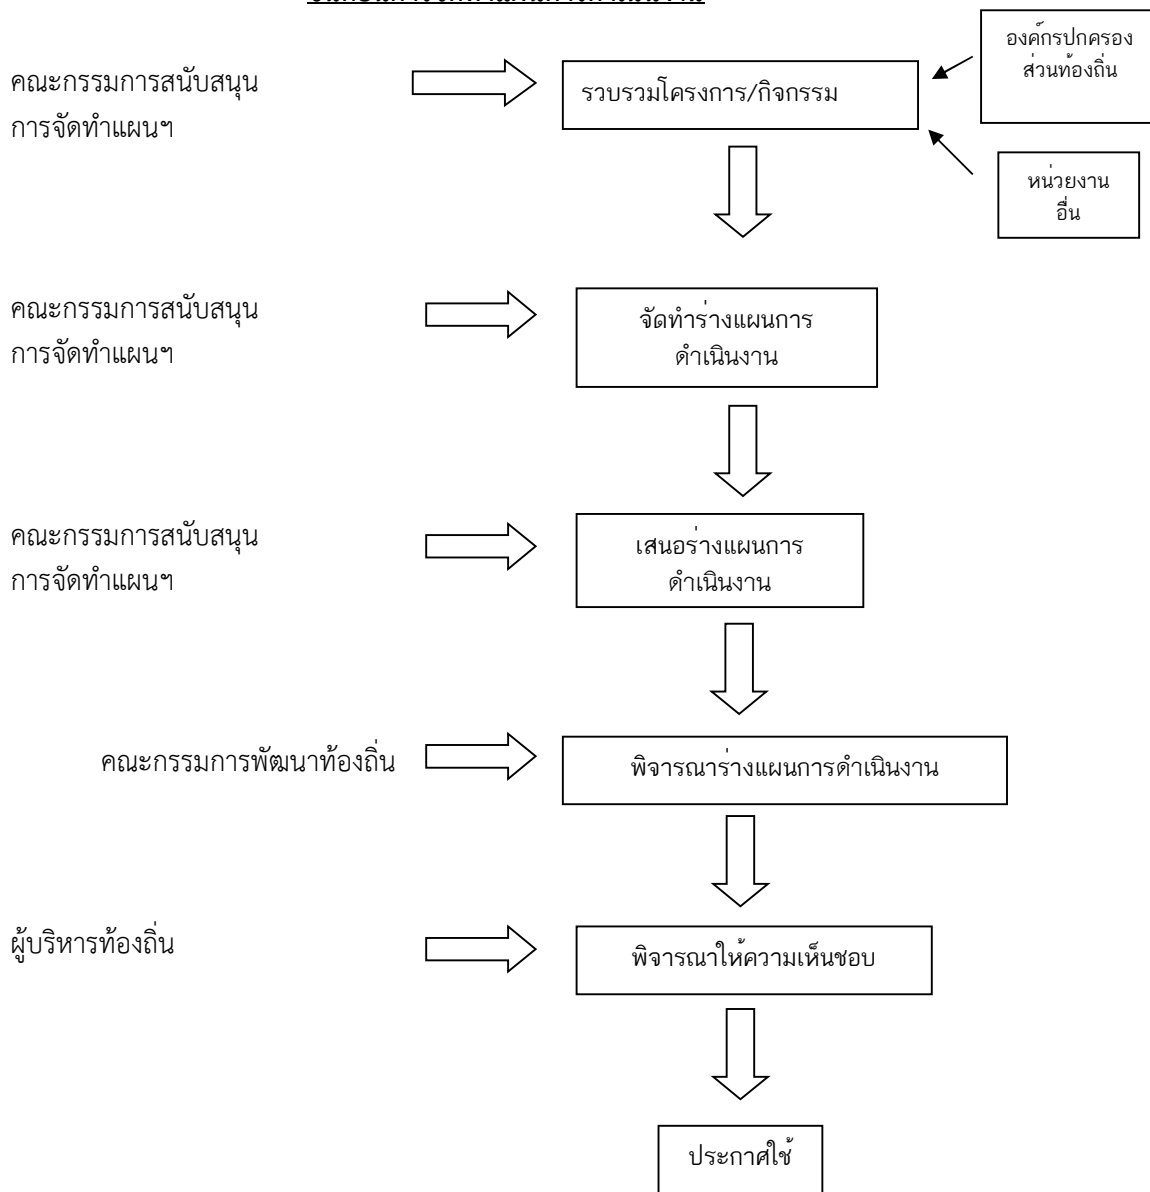 องค์กรปกครอง
ส่วนท้องถิ่น
คณะกรรมการสนับสนุน
การจัดทำแผนฯ
รวบรวมโครงการ/กิจกรรม
หน่วยงาน
อื่น
คณะกรรมการสนับสนุน
การจัดทำแผนฯ
จัดทำร่างแผนการ
ดำเนินงาน
คณะกรรมการสนับสนุน
การจัดทำแผนฯ
เสนอร่างแผนการ
ดำเนินงาน
คณะกรรมการพัฒนาท้องถิ่น
พิจารณาร่างแผนการดำเนินงาน
ผู้บริหารท้องถิ่น
พิจารณาให้ความเห็นชอบ
ประกาศใช้